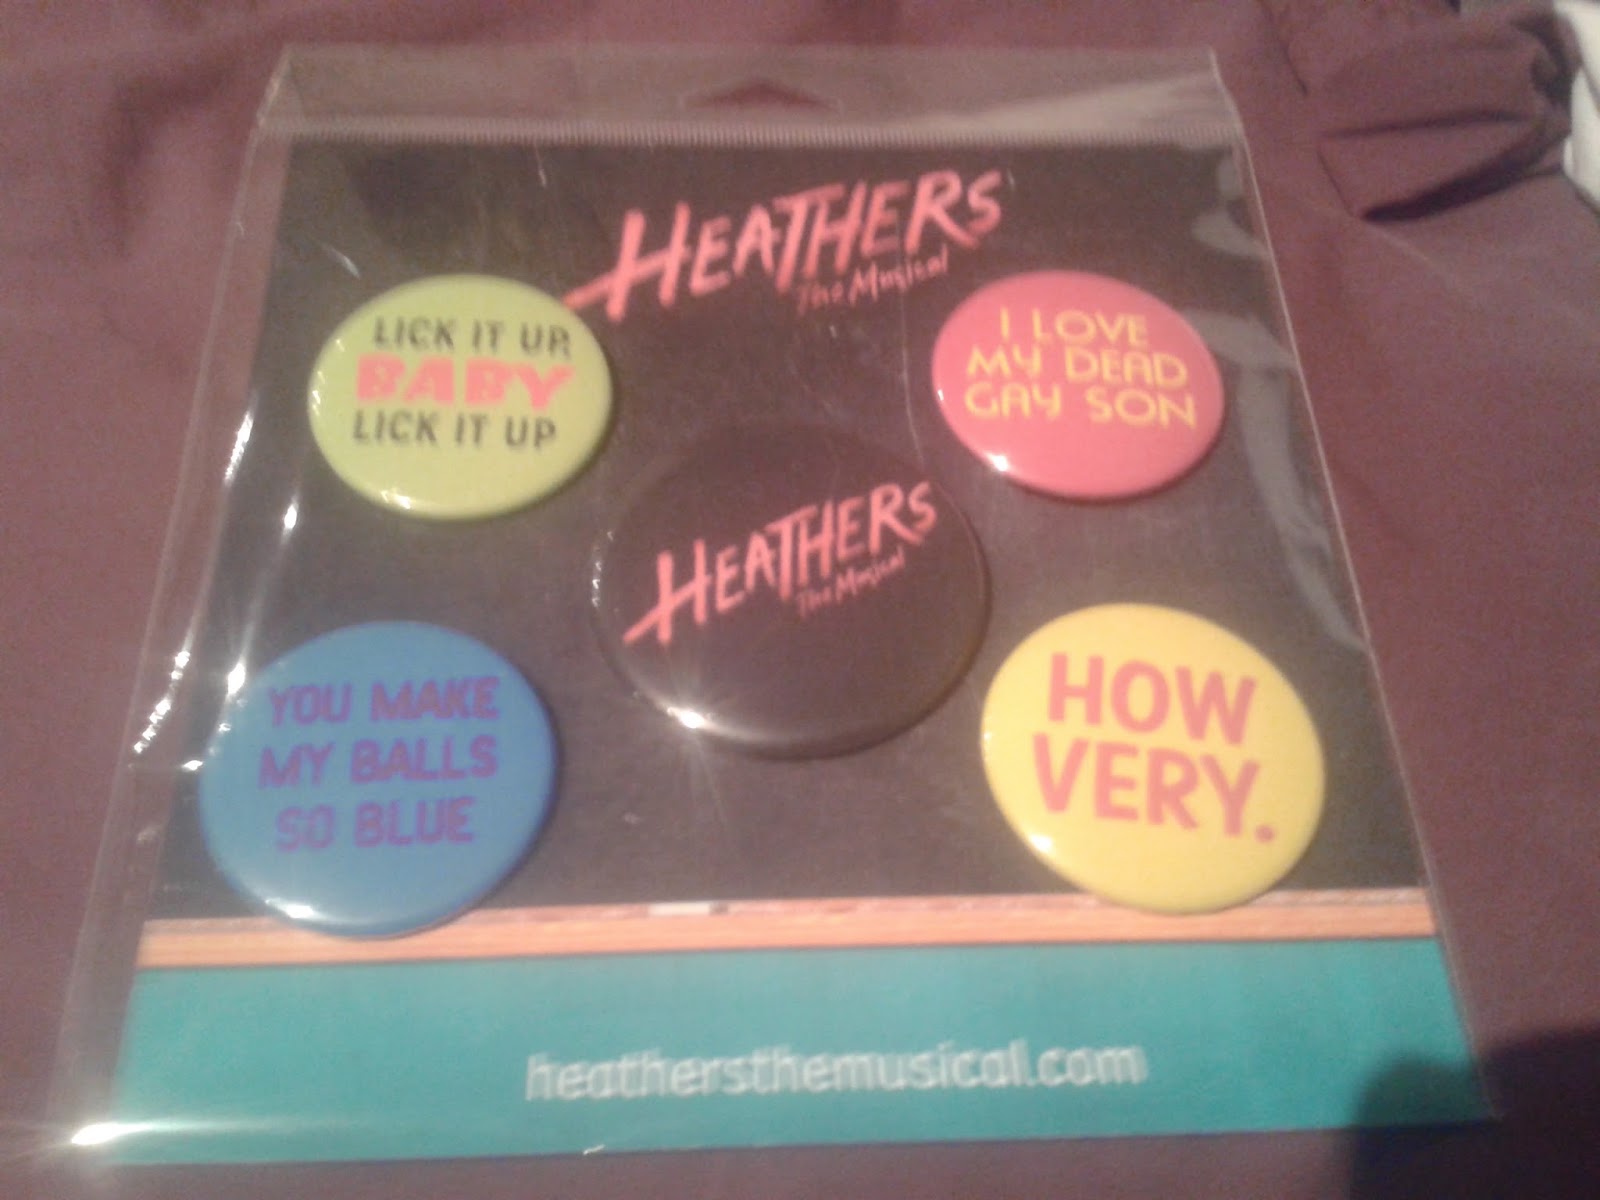 HEATHERS
The Musical
LICK IT UP,
BABY
LICK IT UP
I LOVE
MY DEAD
GAY SON
HEATHERS
The Musical
YOU MAKE
MY BALLS
SO BLUE
HOW
VERY.
heathersthemusical.com